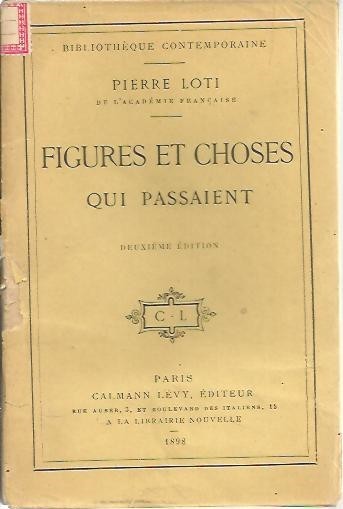 BIBLIOTHÈQUE CONTEMPORAINE
PIERRE LOTI
DE L'ACADÉMIE FRANÇAISE
FIGURES ET CHOSES
QUI PASSAIENT
DEUXIÈME ÉDITION
C-L
PARIS
CALMANN LÉVY, ÉDITEUR
RUE AUBER, 3, ET BOULEVARD DES ITALIENS, 15
A LA LIBRAIRIE NOUVELLE
1898